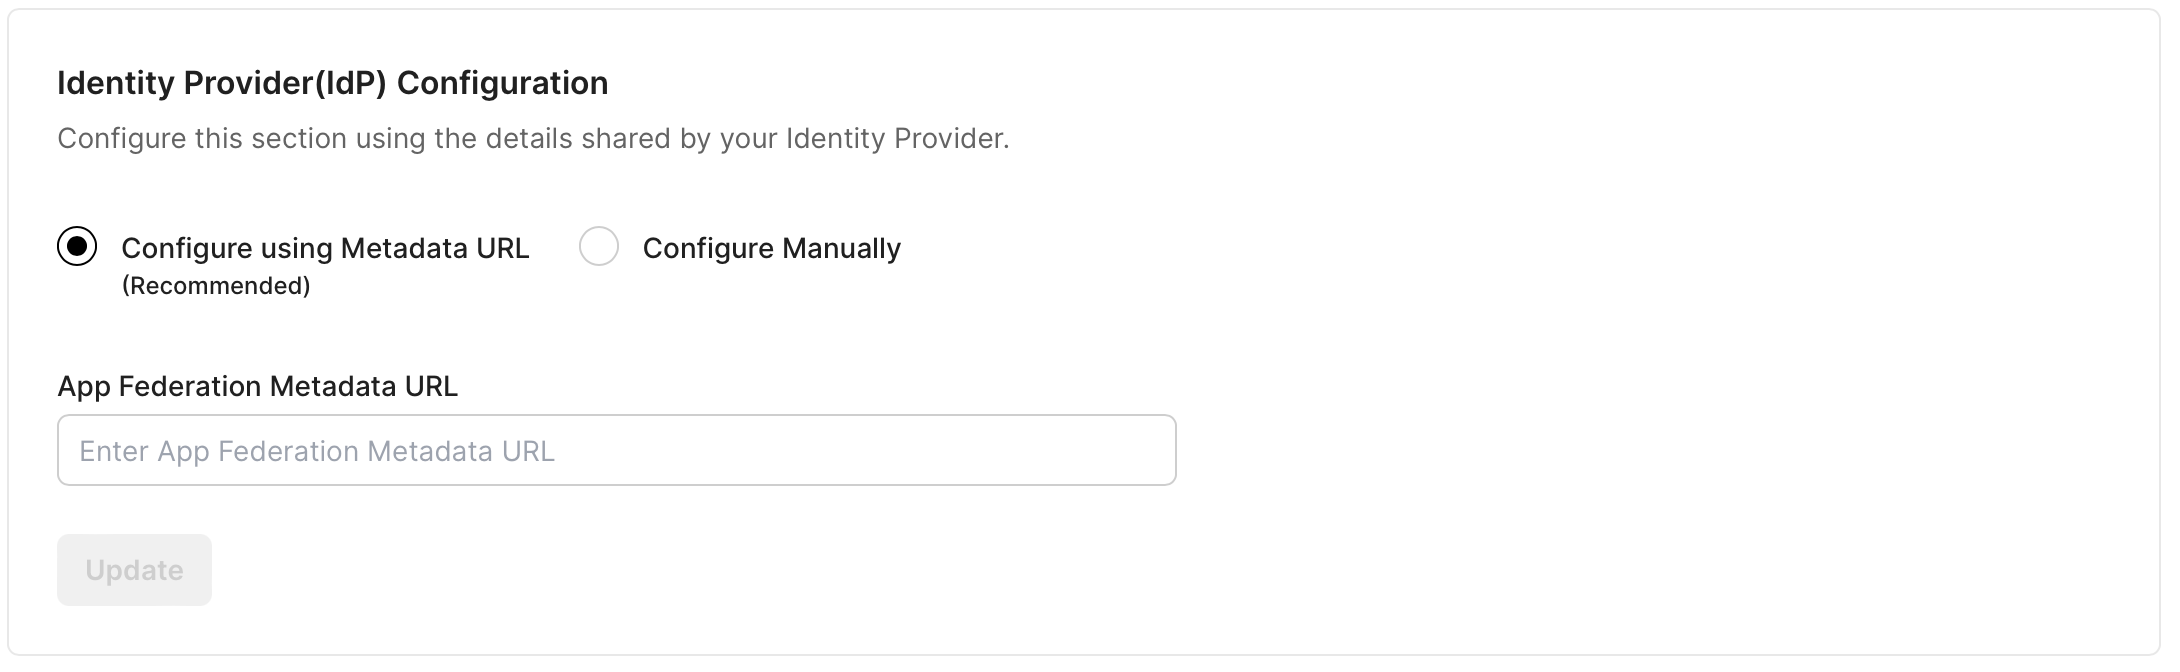 Identity Provider(IdP) Configuration
Configure this section using the details shared by your Identity Provider.
Configure using Metadata URL
(Recommended)
Configure Manually
App Federation Metadata URL
Enter App Federation Metadata URL
Update